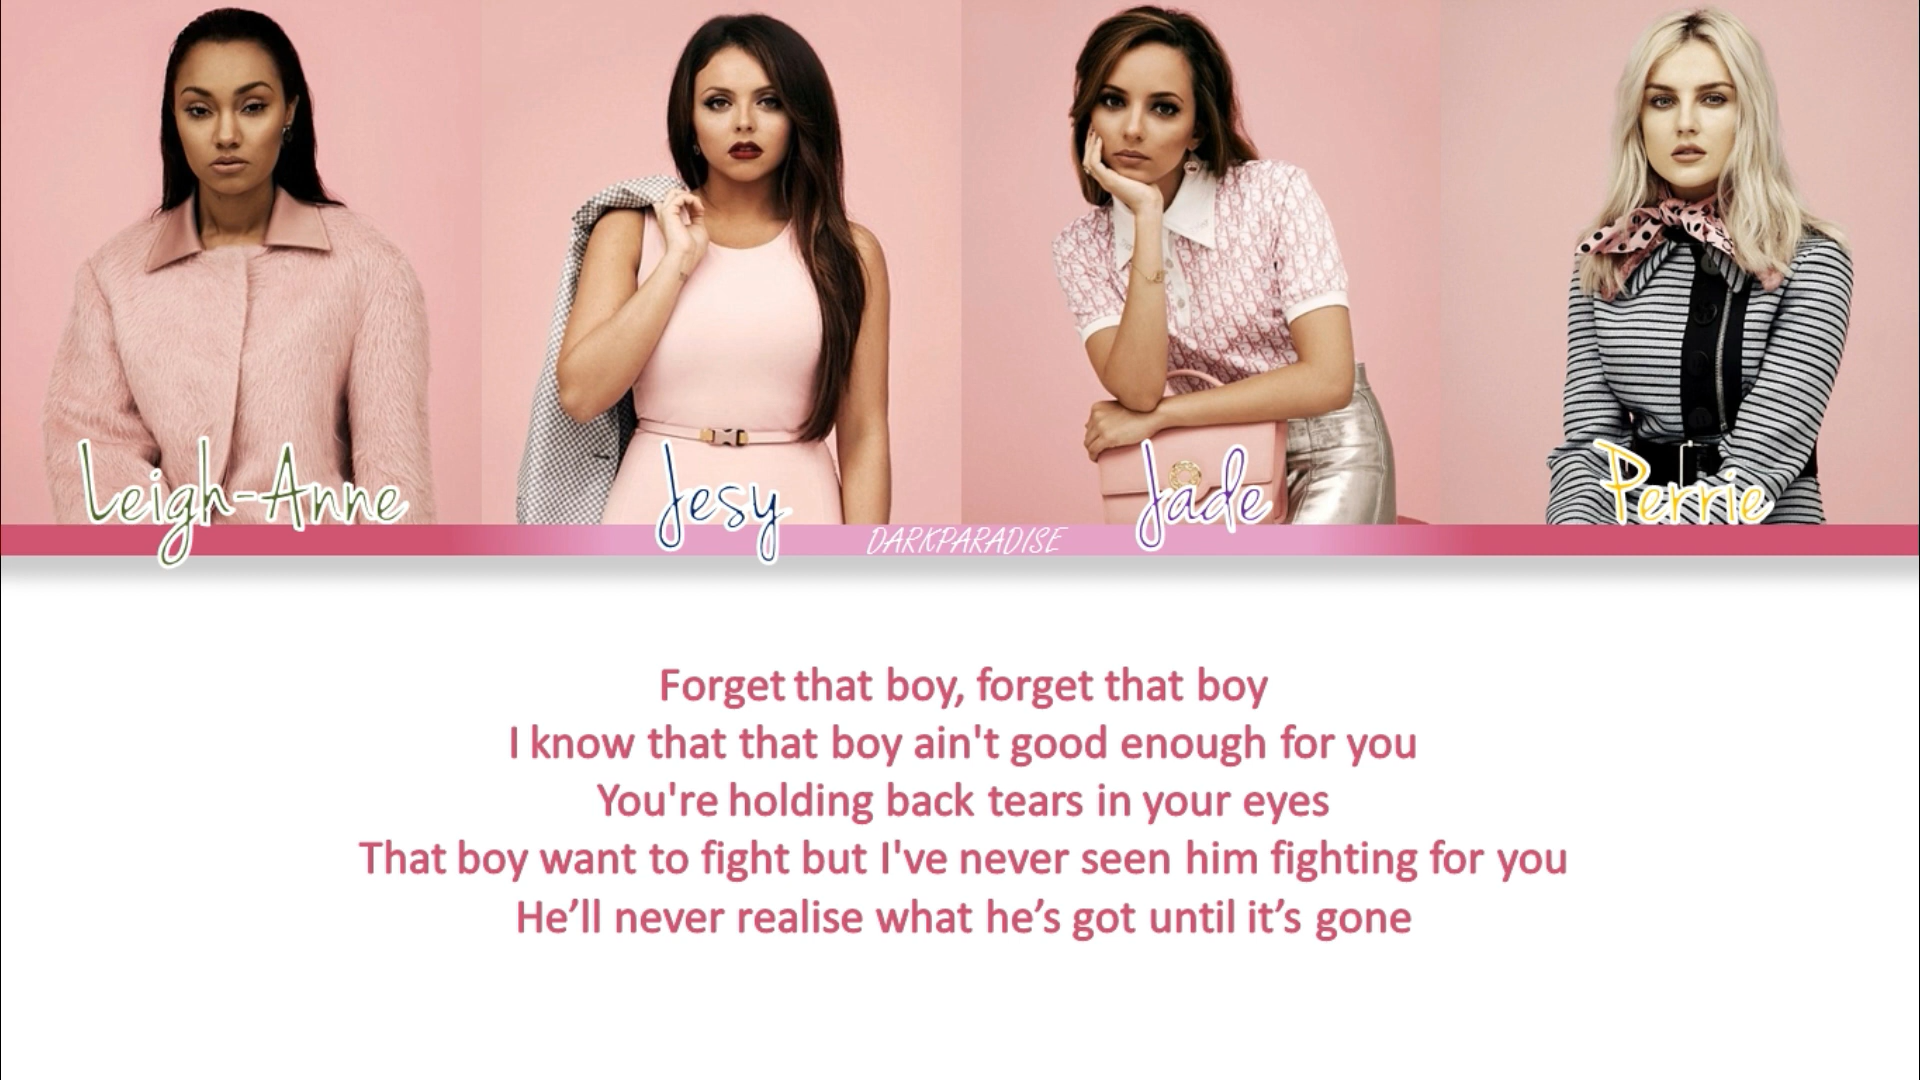 Leigh-Anne
Jesy
Jade
Perrie
DARKPARADISE
Forget that boy, forget that boy
I know that that boy ain't good enough for you
You're holding back tears in your eyes
That boy want to fight but I've never seen him fighting for you
He’ll never realise what he’s got until it’s gone